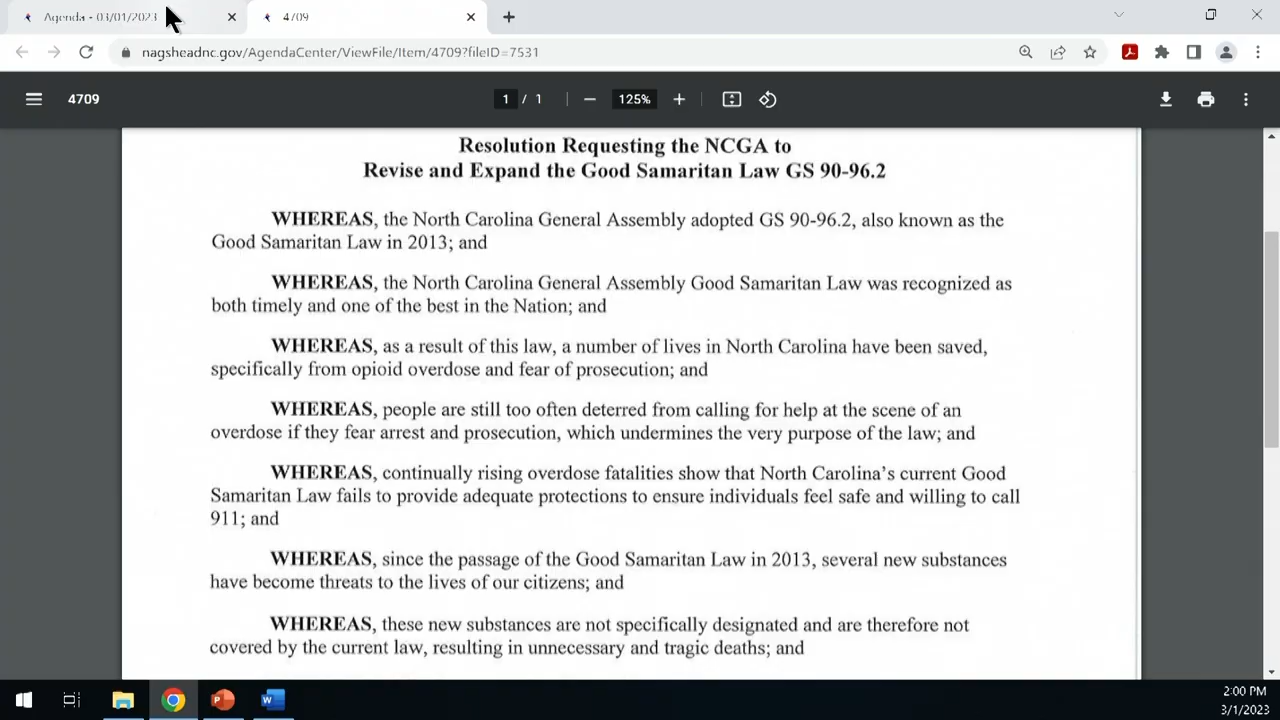 Agenda - 03/01/2023
4709
nagsheadnc.gov/AgendaCenter/ViewFile/Item/4709?fileID=7531
4709
1 / 1
125%
Resolution Requesting the NCGA to
Revise and Expand the Good Samaritan Law GS 90-96.2
WHEREAS, the North Carolina General Assembly adopted GS 90-96.2, also known as the
Good Samaritan Law in 2013; and
WHEREAS, the North Carolina General Assembly Good Samaritan Law was recognized as
both timely and one of the best in the Nation; and
WHEREAS, as a result of this law, a number of lives in North Carolina have been saved,
specifically from opioid overdose and fear of prosecution; and
WHEREAS, people are still too often deterred from calling for help at the scene of an
overdose if they fear arrest and prosecution, which undermines the very purpose of the law; and
WHEREAS, continually rising overdose fatalities show that North Carolina's current Good
Samaritan Law fails to provide adequate protections to ensure individuals feel safe and willing to call
911; and
WHEREAS, since the passage of the Good Samaritan Law in 2013, several new substances
have become threats to the lives of our citizens; and
WHEREAS, these new substances are not specifically designated and are therefore not
covered by the current law, resulting in unnecessary and tragic deaths; and
2:00 PM
3/1/2023